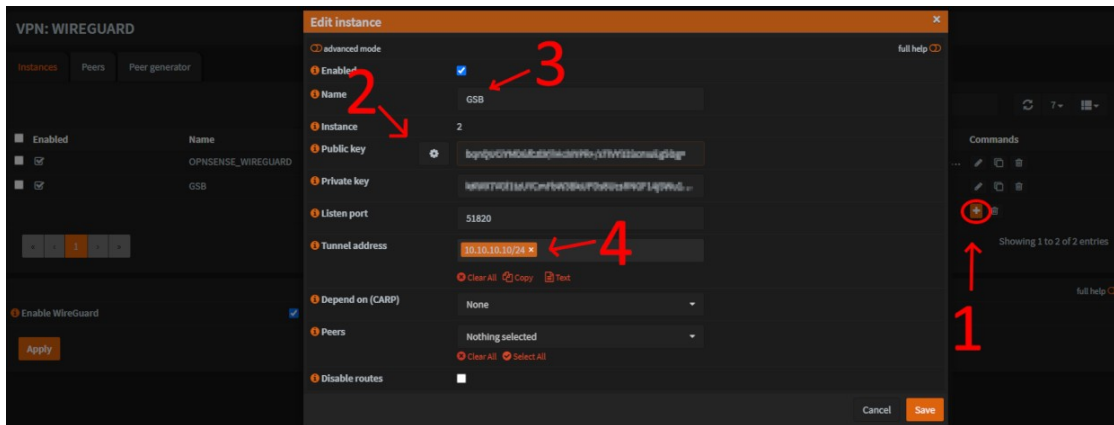 VPN: WIREGUARD
Instances Peers Peer generator
7
Enabled Name Commands
OPNSENSE_WIREGUARD ...
GSB
« ‹ 1 › »
Showing 1 to 2 of 2 entries
full help
Enable WireGuard
Apply
Edit instance ×
advanced mode full help
Enabled
Name GSB
Instance 2
Public key
Private key
Listen port 51820
Tunnel address 10.10.10.10/24 ×
Clear All Copy Text
Depend on (CARP) None
Peers Nothing selected
Clear All Select All
Disable routes
Cancel Save
1
2
3
4